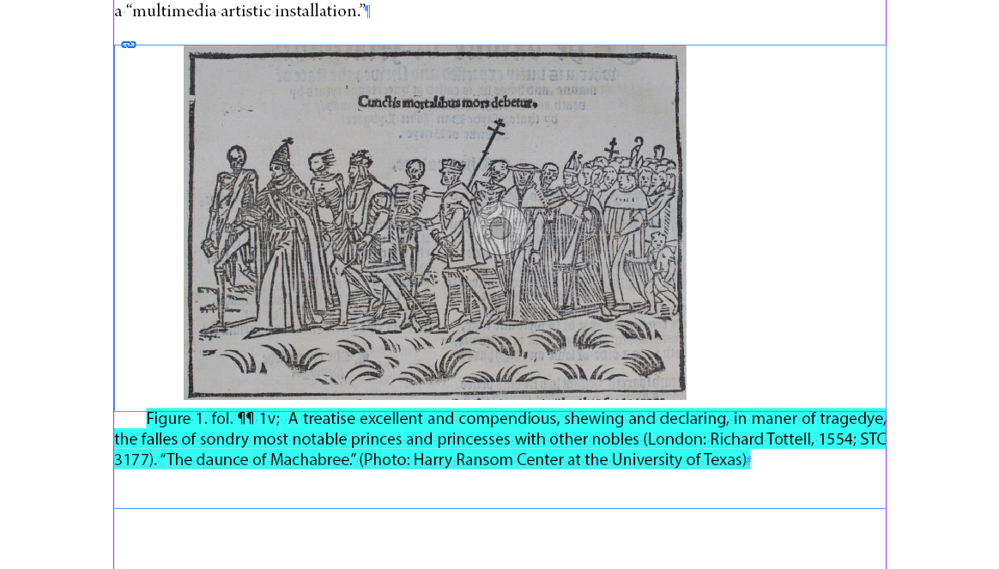 a “multimedia artistic installation.”¶
Cunctis mortalibus mors debetur.
Figure 1. fol. ¶¶ 1v;  A treatise excellent and compendious, shewing and declaring, in maner of tragedye,
the falles of sondry most notable princes and princesses with other nobles (London: Richard Tottell, 1554; STC
3177). “The daunce of Machabree.” (Photo: Harry Ransom Center at the University of Texas)#